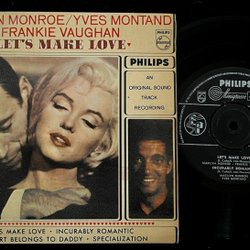 N MONROE/YVES MONTAND
FRANKIE VAUGHAN
LET'S MAKE LOVE
PHILIPS
PHILIPS
AN
ORIGINAL SOUND
TRACK
RECORDING
S MAKE LOVE • INCURABLY ROMANTIC
ART BELONGS TO DADDY • SPECIALIZATION
PHILIPS
LET'S MAKE LOVE
INCURABLY ROMANTIC